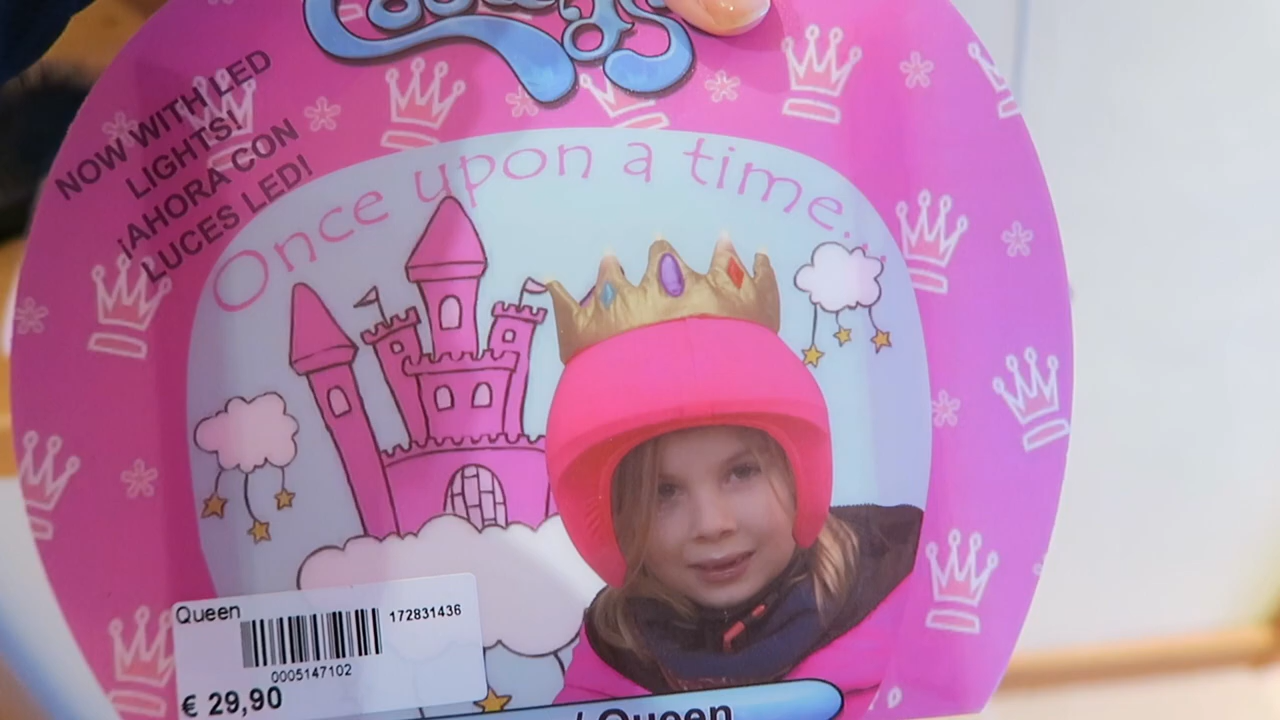 NOW WITH LED
LIGHTS!
¡AHORA CON
LUCES LED!
Once upon a time...
Queen
172831436
0005147102
€ 29,90
/ Queen